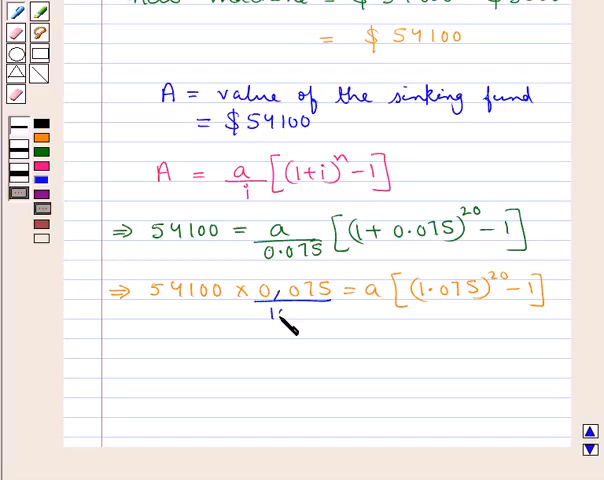 = $ 54100
A = value of the sinking fund
= $54100
A = a/i [(1+i)^n - 1]
⇒ 54100 = a/0.075 [(1 + 0.075)^20 - 1]
⇒ 54100 × 0.075 = a [(1.075)^20 - 1]